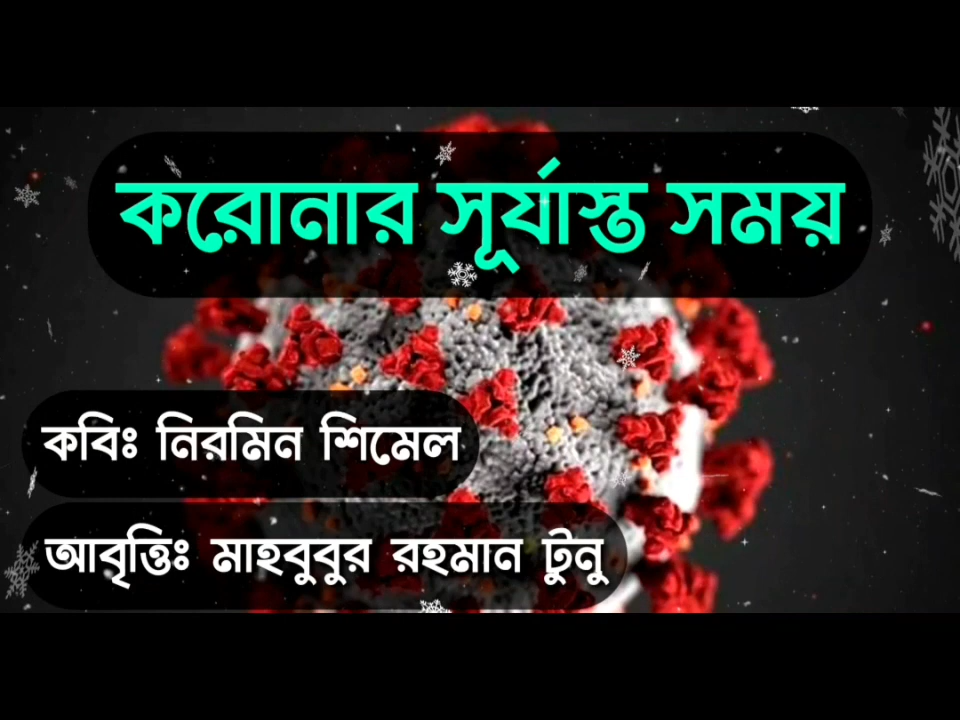 করোনার সূর্যাস্ত সময়
কবিঃ নিরমিন শিমেল
আবৃত্তিঃ মাহবুবুর রহমান টুনু